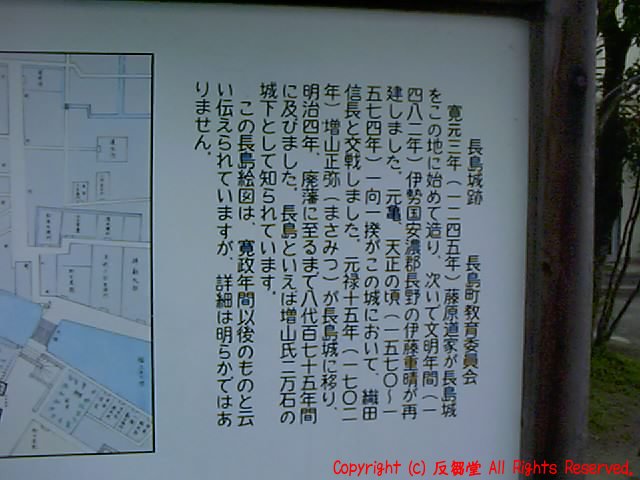 長島城跡　　長島町教育委員会
寛元三年（一二四五年）藤原道家が長島城
をこの地に始めて造り、次いで文明年間（一
四八二年）伊勢国安濃郡長野の伊藤重晴が再
建しました。元亀、天正の頃（一五七〇～一
五七四年）一向一揆がこの城において、織田
信長と交戦しました。元禄十五年（一七〇二
年）増山正弥（まさみつ）が長島城に移り、
明治四年、廃藩に至るまで八代百七十五年間
に及びました。長島といえば増山氏二万石の
城下として知られています。
この長島絵図は、寛政年間以後のものと云
い伝えられていますが、詳細は明らかではあ
りません。
Copyright (c) 反御堂 All Rights Reserved.